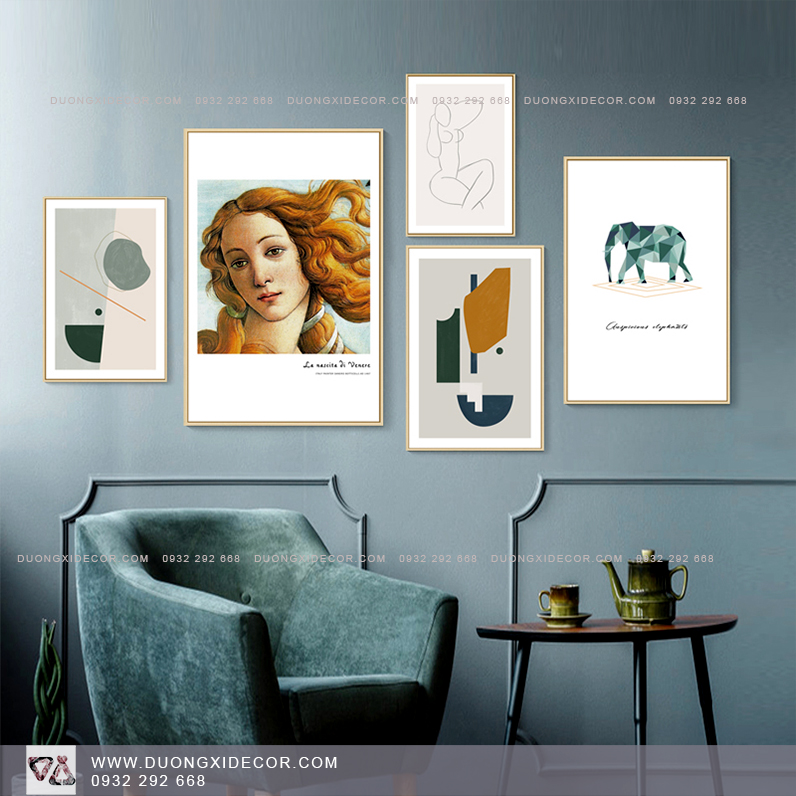 DUONGXIDECOR.COM 0932 292 668 DUONGXIDECOR.COM 0932 292 668 DUONGXIDECOR.COM 0932 292 668
La nascita di Venere
DUONGXIDECOR.COM 0932 292 668 DUONGXIDECOR.COM 0932 292 668 DUONGXIDECOR.COM 0932 292 668
WWW.DUONGXIDECOR.COM
0932 292 668